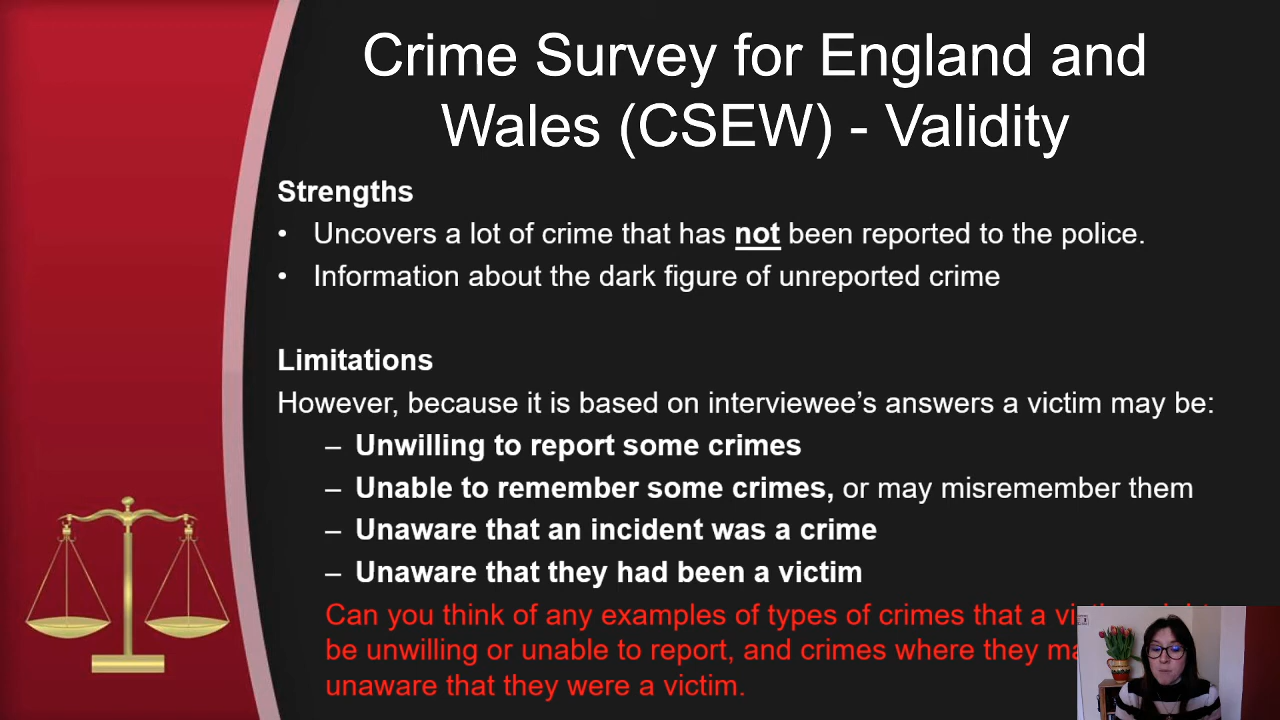 Crime Survey for England and
Wales (CSEW) - Validity
Strengths
• Uncovers a lot of crime that has not been reported to the police.
• Information about the dark figure of unreported crime
Limitations
However, because it is based on interviewee’s answers a victim may be:
– Unwilling to report some crimes
– Unable to remember some crimes, or may misremember them
– Unaware that an incident was a crime
– Unaware that they had been a victim
Can you think of any examples of types of crimes that a
be unwilling or unable to report, and crimes where they
unaware that they were a victim.